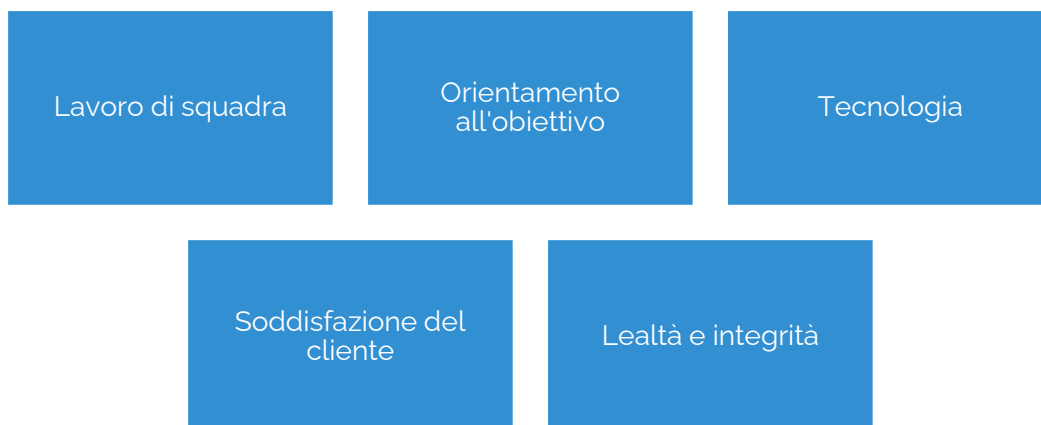 Lavoro di squadra
Orientamento
all'obiettivo
Tecnologia
Soddisfazione del
cliente
Lealtà e integrità